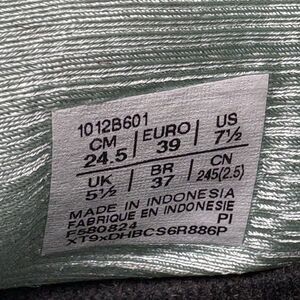 1012B601
CM EURO US
24.5 39 7½
UK BR CN
5½ 37 245(2.5)
MADE IN INDONESIA
FABRIQUE EN INDONESIE
F580824 PI
XT9xDHBCS6R886P